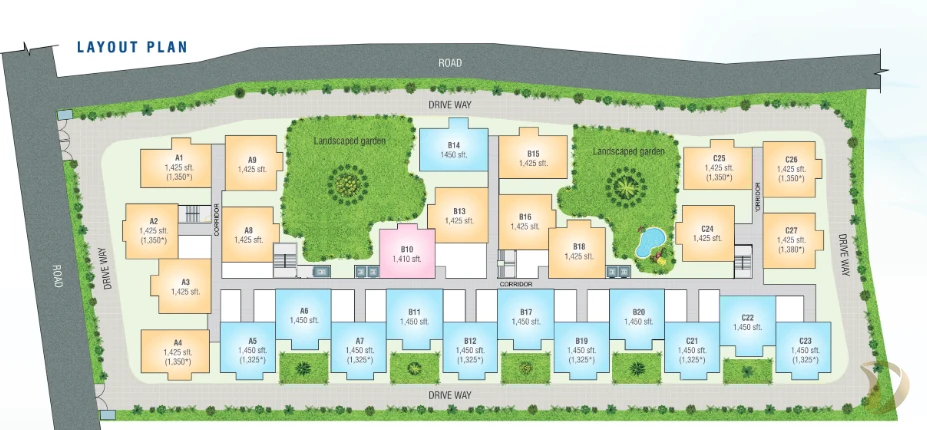 LAYOUT PLAN
ROAD
DRIVE WAY
Landscaped garden
B14
1450 sft.
A1
1,425 sft.
(1,350*)
A9
1,425 sft.
B15
1,425 sft.
Landscaped garden
C25
1,425 sft.
(1,350*)
C26
1,425 sft.
(1,350*)
CORRIDOR
CORRIDOR
A2
1,425 sft.
(1,350*)
A8
1,425 sft.
B13
1,425 sft.
B16
1,425 sft.
C24
1,425 sft.
C27
1,425 sft.
(1,380*)
B10
1,410 sft.
B18
1,425 sft.
ROAD
DRIVE WAY
DRIVE WAY
A3
1,425 sft.
CORRIDOR
A6
1,450 sft.
B11
1,450 sft.
B17
1,450 sft.
B20
1,450 sft.
C22
1,450 sft.
A4
1,425 sft.
(1,350*)
A5
1,450 sft.
(1,325*)
A7
1,450 sft.
(1,325*)
B12
1,450 sft.
(1,325*)
B19
1,450 sft.
(1,325*)
C21
1,450 sft.
(1,325*)
C23
1,450 sft.
(1,325*)
DRIVE WAY